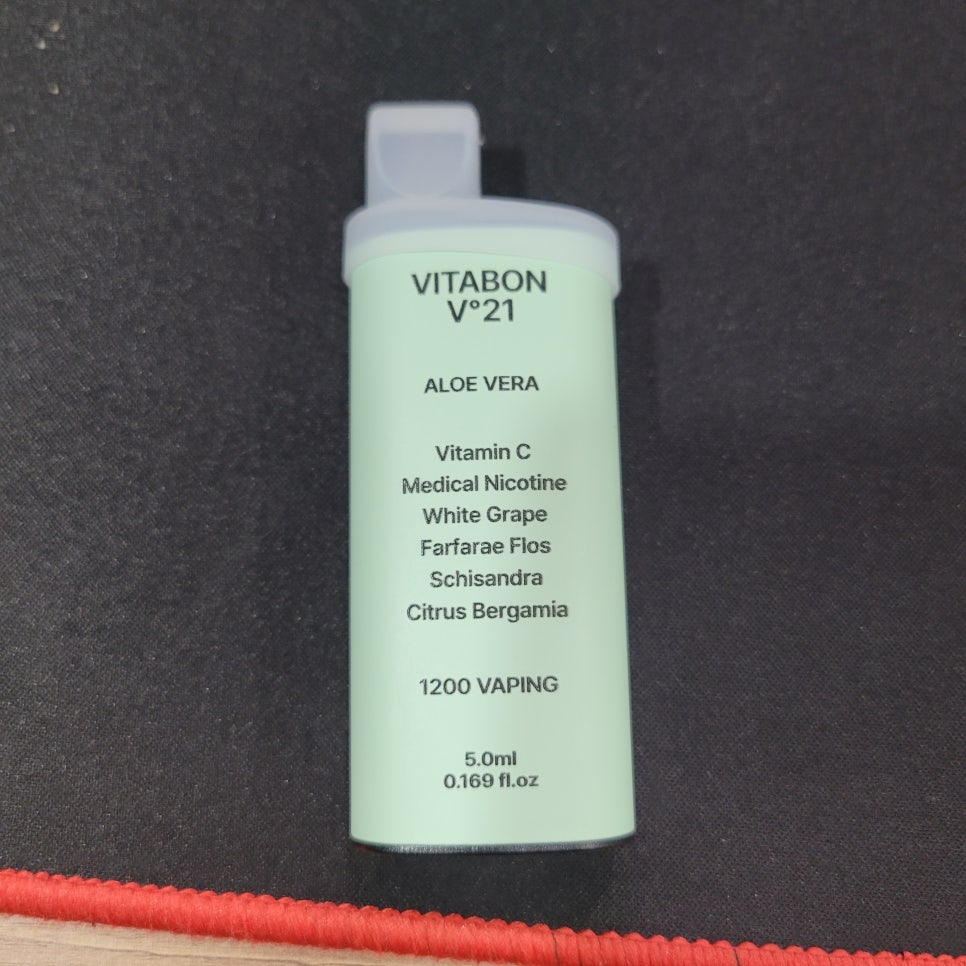 VITABON
V°21
ALOE VERA
Vitamin C
Medical Nicotine
White Grape
Farfarae Flos
Schisandra
Citrus Bergamia
1200 VAPING
5.0ml
0.169 fl.oz